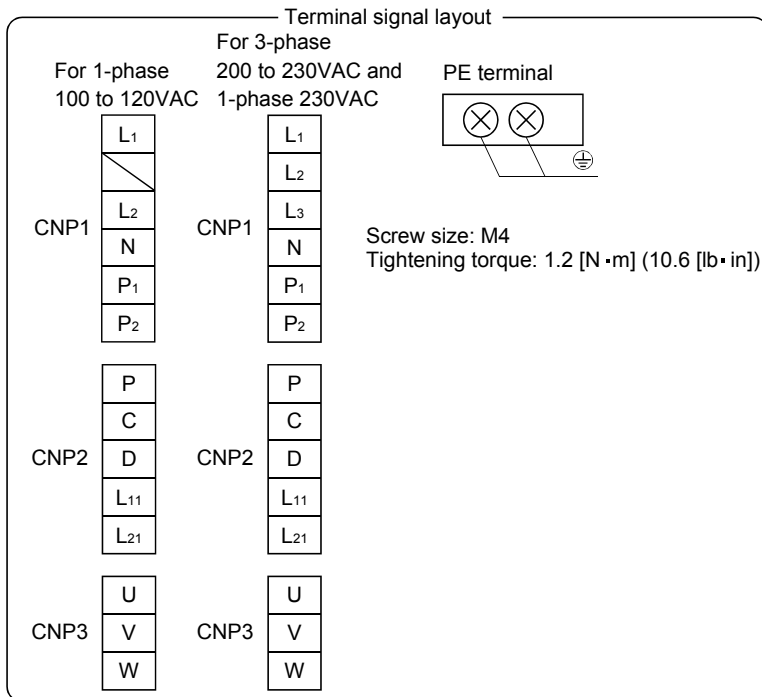 Terminal signal layout
For 1-phase
100 to 120VAC
For 3-phase
200 to 230VAC and
1-phase 230VAC
PE terminal
CNP1
L1
L2
N
P1
P2
CNP1
L1
L2
L3
N
P1
P2
Screw size: M4
Tightening torque: 1.2 [N·m] (10.6 [lb·in])
CNP2
P
C
D
L11
L21
CNP2
P
C
D
L11
L21
CNP3
U
V
W
CNP3
U
V
W